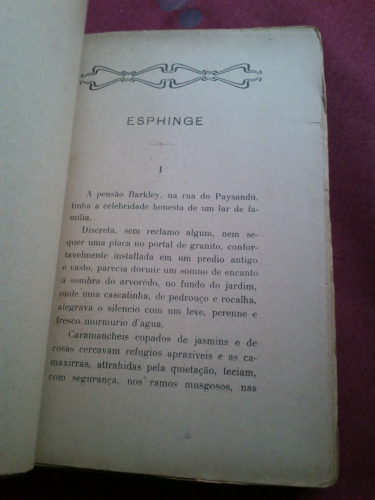 ESPHINGE
I
A pensão Barkley, na rua do Paysandú,
tinha a celebridade honesta de um lar de fa-
milia.
Discreta, sem reclamo algum, nem se-
quer uma placa no portal de granito, confor-
tavelmente installada em um predio antigo
e vasto, parecia dormir um somno de encanto
a sombra do arvorêdo, no fundo do jardim,
onde uma cascatinha, de pedrouço e rocalha,
alegrava o silencio com um leve, perenne e
fresco murmurio d'agua.
Caramancheis copados de jasmins e de
rosas cercavam refugios apraziveis e as ca-
maxirras, attrahidas pela quietação, teciam,
com segurança, nos ramos musgosos, nas